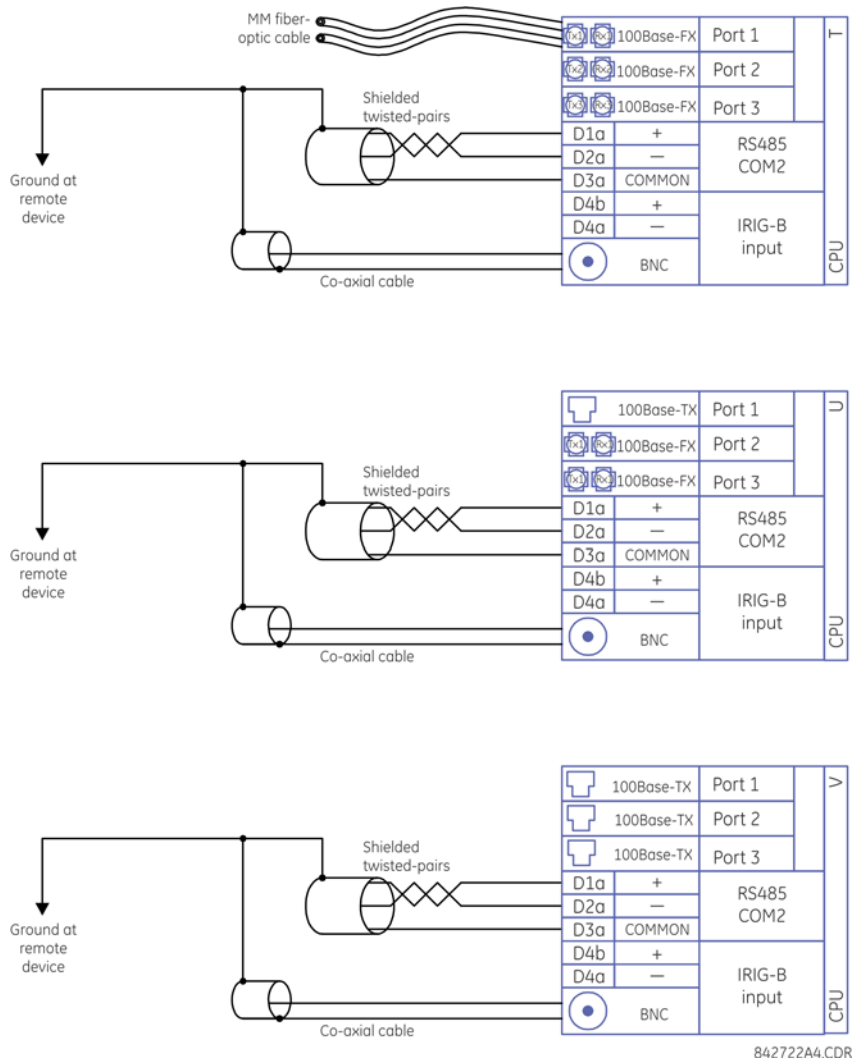 MM fiber-
optic cable
Tx1 Rx1 100Base-FX Port 1 T
Tx2 Rx2 100Base-FX Port 2
Tx3 Rx3 100Base-FX Port 3
Shielded
twisted-pairs
D1a +
D2a —
D3a COMMON
RS485
COM2
Ground at
remote
device
D4b +
D4a —
BNC
IRIG-B
input
CPU
Co-axial cable
100Base-TX Port 1 U
Tx1 Rx1 100Base-FX Port 2
Tx1 Rx1 100Base-FX Port 3
Shielded
twisted-pairs
D1a +
D2a —
D3a COMMON
RS485
COM2
Ground at
remote
device
D4b +
D4a —
BNC
IRIG-B
input
CPU
Co-axial cable
100Base-TX Port 1 V
100Base-TX Port 2
100Base-TX Port 3
Shielded
twisted-pairs
D1a +
D2a —
D3a COMMON
RS485
COM2
Ground at
remote
device
D4b +
D4a —
BNC
IRIG-B
input
CPU
Co-axial cable
842722A4.CDR